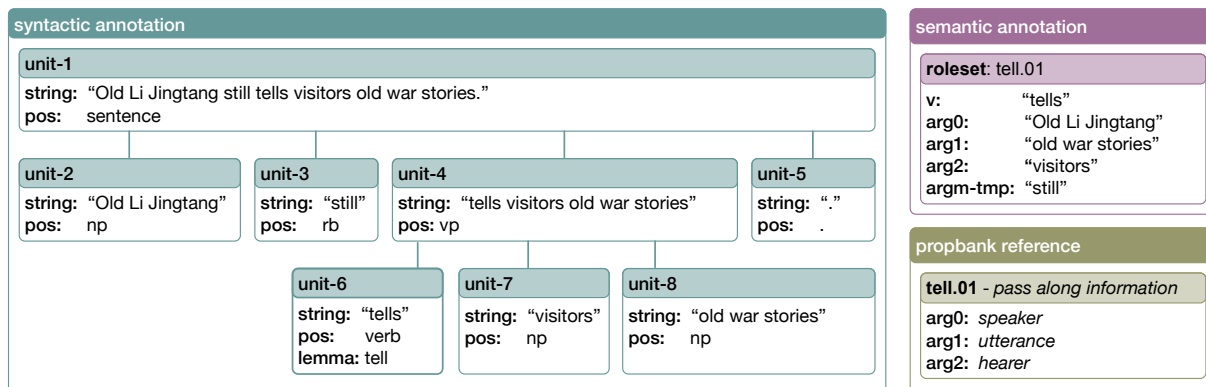 syntactic annotation
unit-1
string: “Old Li Jingtang still tells visitors old war stories.”
pos: sentence
unit-2
string: “Old Li Jingtang”
pos: np
unit-3
string: “still”
pos: rb
unit-4
string: “tells visitors old war stories”
pos: vp
unit-5
string: “.”
pos: .
unit-6
string: “tells”
pos: verb
lemma: tell
unit-7
string: “visitors”
pos: np
unit-8
string: “old war stories”
pos: np
semantic annotation
roleset: tell.01
v: “tells”
arg0: “Old Li Jingtang”
arg1: “old war stories”
arg2: “visitors”
argm-tmp: “still”
propbank reference
tell.01 - pass along information
arg0: speaker
arg1: utterance
arg2: hearer